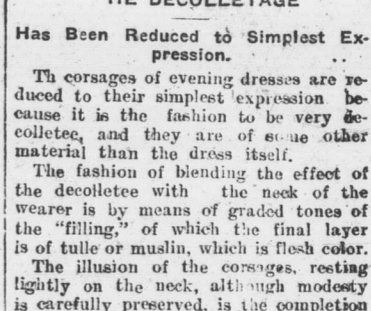 THE DECOLLETAGE
Has Been Reduced to Simplest Ex-
pression.
Th corsages of evening dresses are re-
duced to their simplest expression be-
cause it is the fashion to be very de-
colletee, and they are of some other
material than the dress itself.
The fashion of blending the effect of
the decolletee with the neck of the
wearer is by means of graded tones of
the "filling," of which the final layer
is of tulle or muslin, which is flesh color.
The illusion of the corsages, resting
lightly on the neck, although modesty
is carefully preserved, is the completion